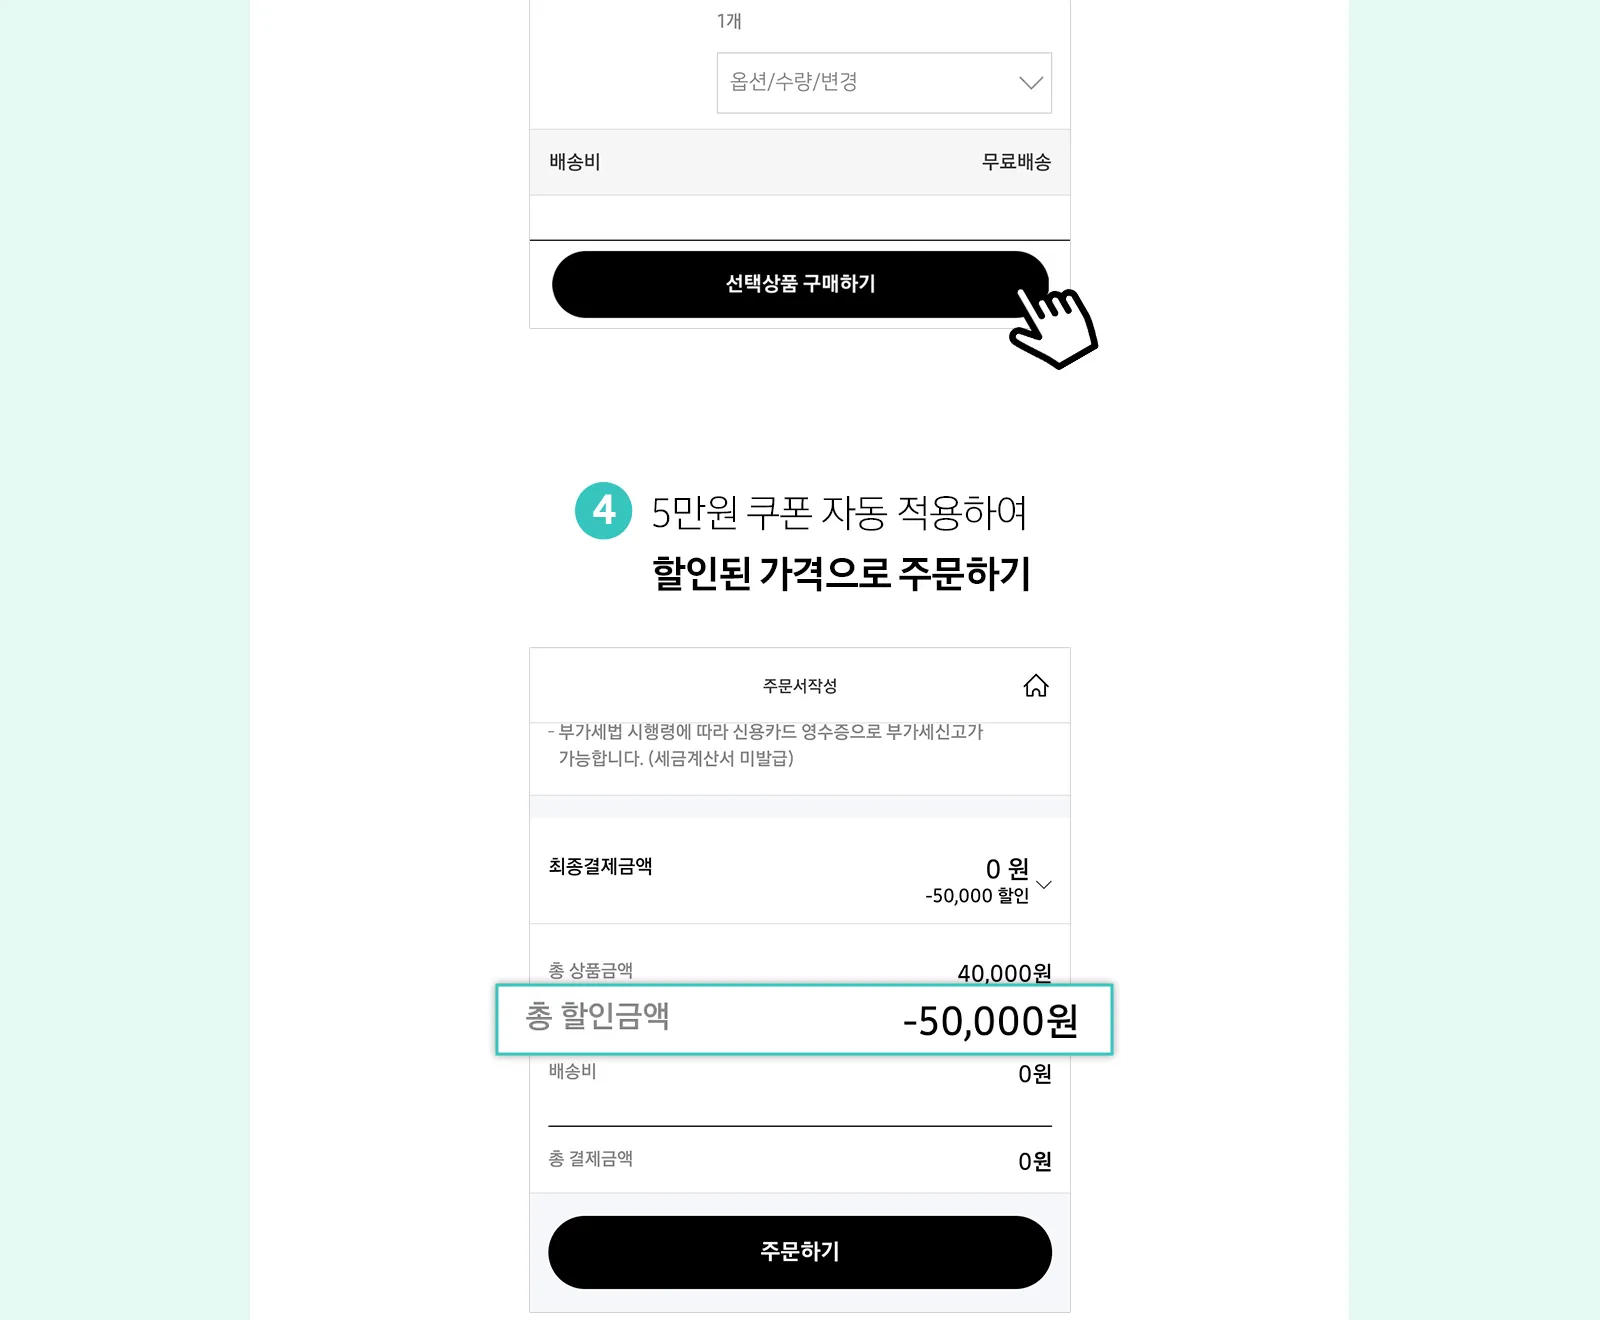 1개
옵션/수량/변경
배송비 무료배송
선택상품 구매하기
4 5만원 쿠폰 자동 적용하여
할인된 가격으로 주문하기
주문서작성
- 부가세법 시행령에 따라 신용카드 영수증으로 부가세신고가
가능합니다. (세금계산서 미발급)
최종결제금액 0 원
-50,000 할인
총 상품금액 40,000원
총 할인금액 -50,000원
배송비 0원
총 결제금액 0원
주문하기